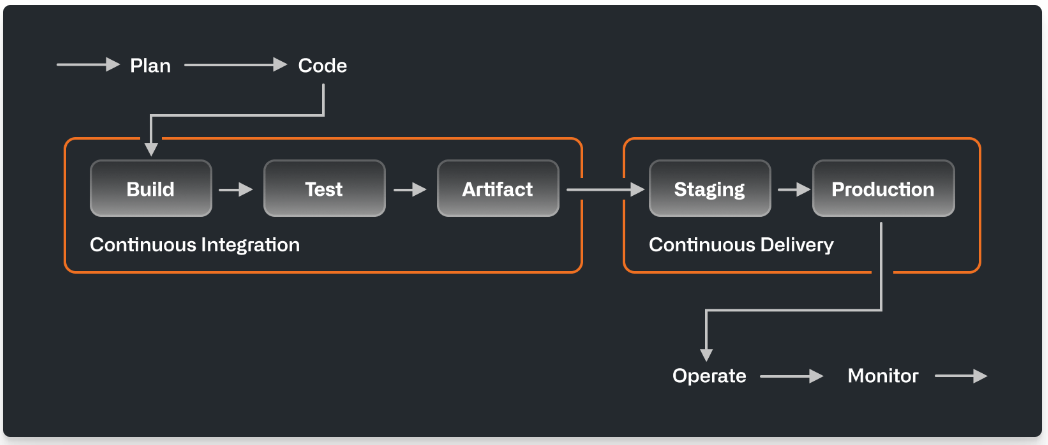 Plan
Code
Build
Test
Artifact
Staging
Production
Continuous Integration
Continuous Delivery
Operate
Monitor